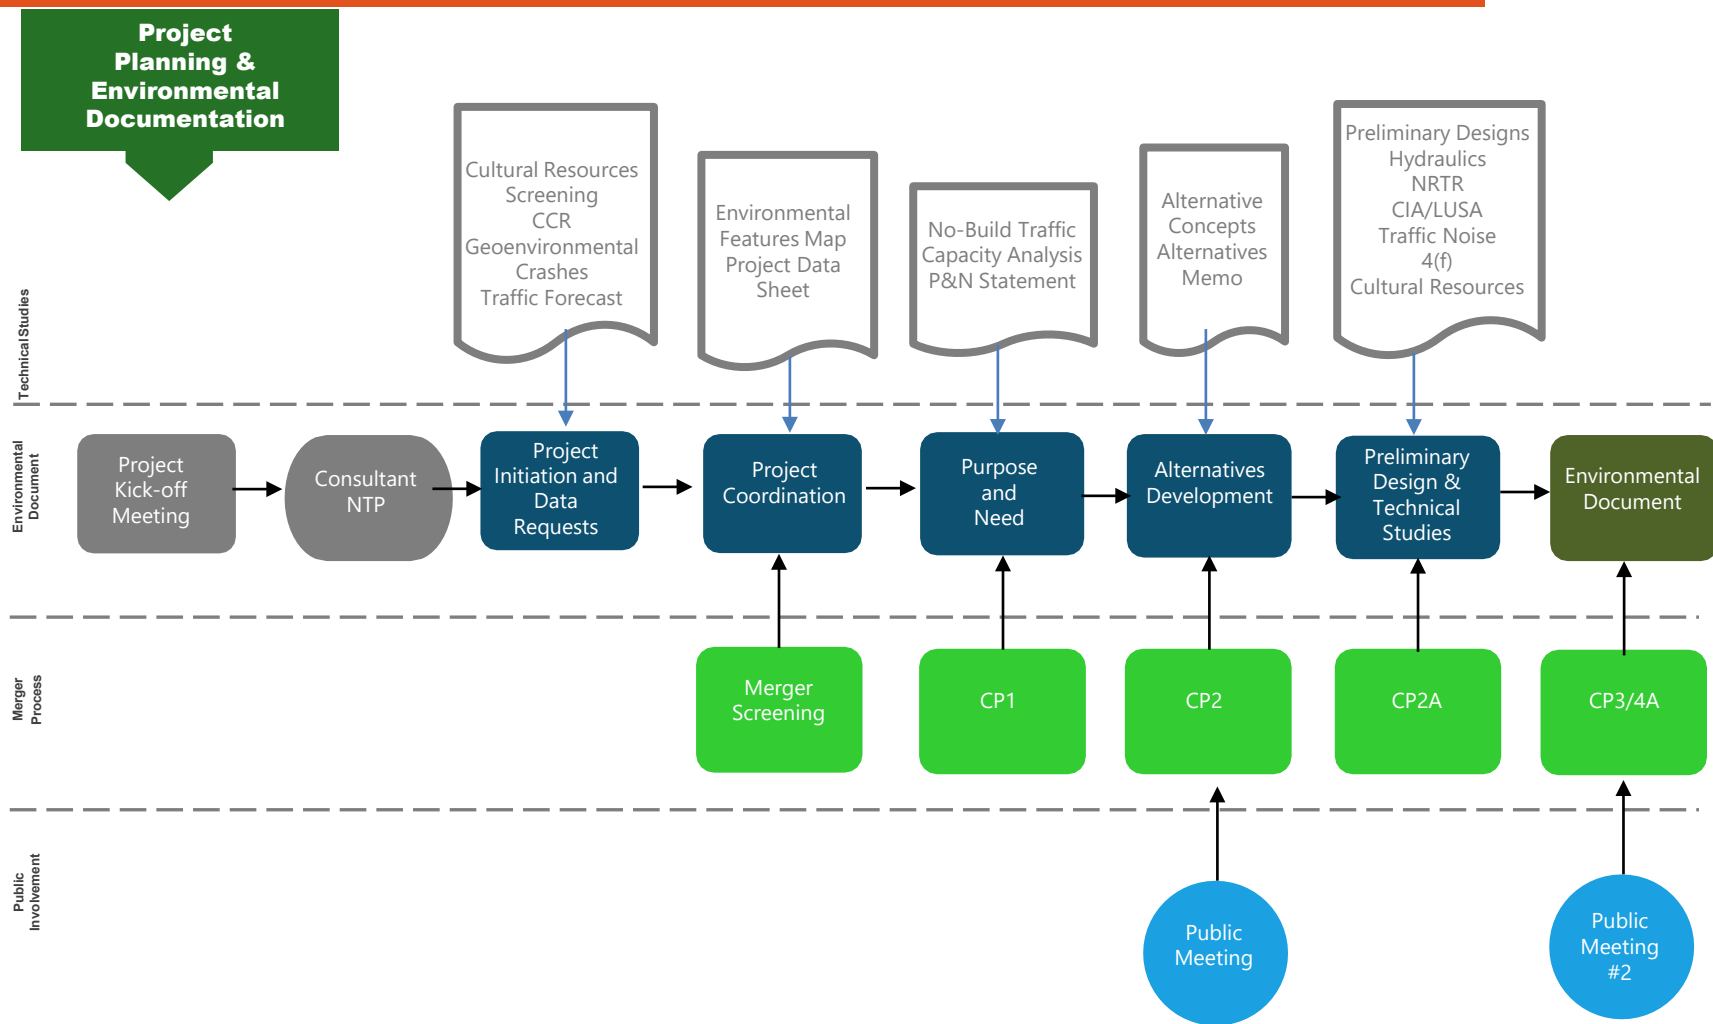 Project
Planning &
Environmental
Documentation
Technical Studies
Cultural Resources
Screening
CCR
Geoenvironmental
Crashes
Traffic Forecast
Environmental
Features Map
Project Data
Sheet
No-Build Traffic
Capacity Analysis
P&N Statement
Alternative
Concepts
Alternatives
Memo
Preliminary Designs
Hydraulics
NRTR
CIA/LUSA
Traffic Noise
4(f)
Cultural Resources
Environmental
Document
Project
Kick-off
Meeting
Consultant
NTP
Project
Initiation and
Data
Requests
Project
Coordination
Purpose
and
Need
Alternatives
Development
Preliminary
Design &
Technical
Studies
Environmental
Document
Merger
Process
Merger
Screening
CP1
CP2
CP2A
CP3/4A
Public
Involvement
Public
Meeting
Public
Meeting
#2